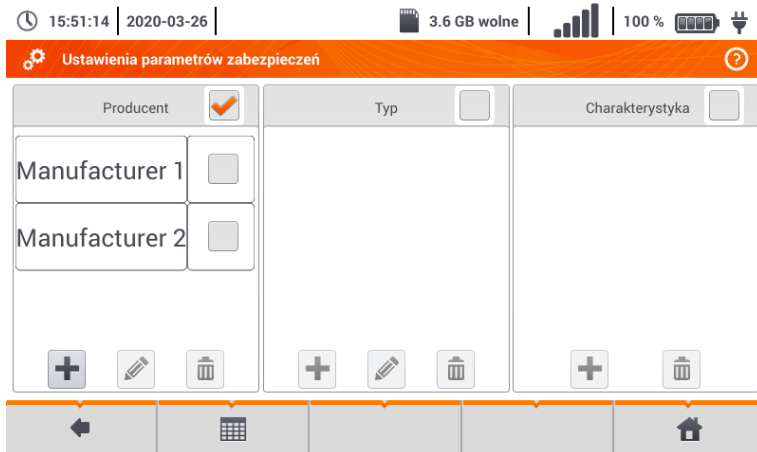 15:51:14 2020-03-26 3.6 GB wolne 100 %
Ustawienia parametrów zabezpieczeń ?
Producent Typ Charakterystyka
Manufacturer 1
Manufacturer 2